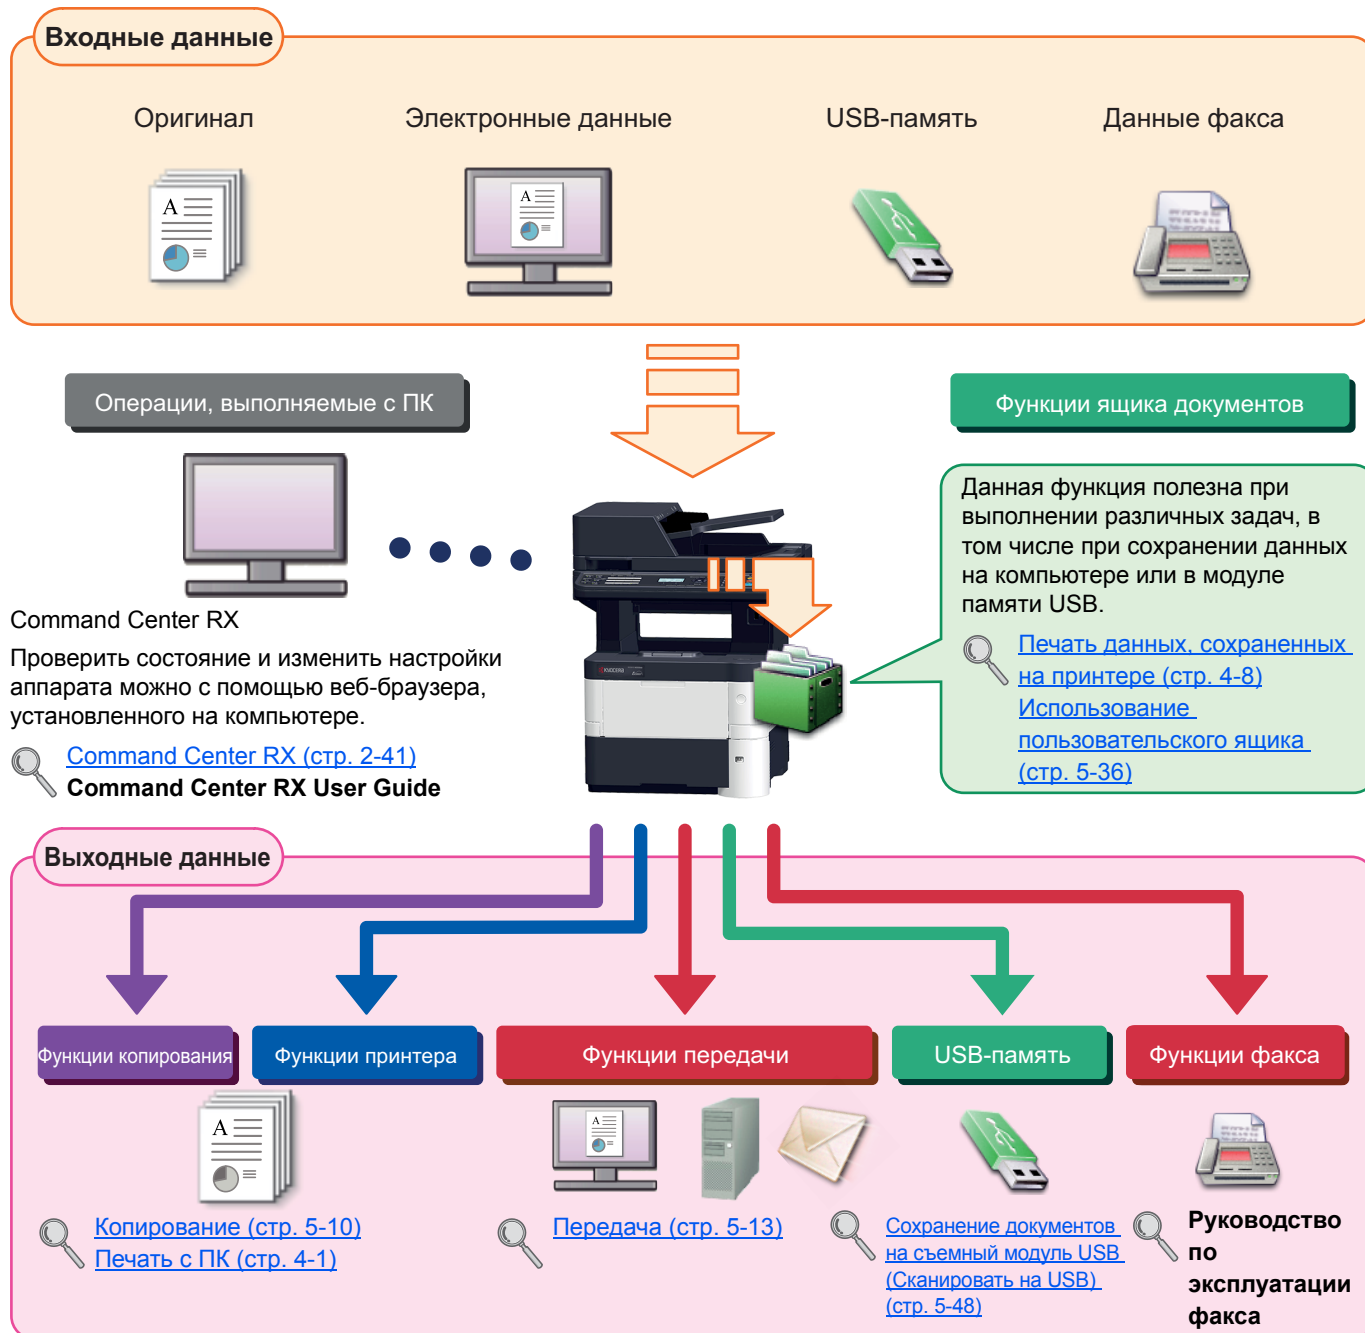 Входные данные
Оригинал
Электронные данные
USB-память
Данные факса
A
A
Операции, выполняемые с ПК
Функции ящика документов
Command Center RX
Проверить состояние и изменить настройки
аппарата можно с помощью веб-браузера,
установленного на компьютере.
Command Center RX (стр. 2-41)
Command Center RX User Guide
Данная функция полезна при
выполнении различных задач, в
том числе при сохранении данных
на компьютере или в модуле
памяти USB.
Печать данных, сохраненных
на принтере (стр. 4-8)
Использование
пользовательского ящика
(стр. 5-36)
KYOCERA
Выходные данные
Функции копирования
Функции принтера
Функции передачи
USB-память
Функции факса
A
A
Копирование (стр. 5-10)
Печать с ПК (стр. 4-1)
Передача (стр. 5-13)
Сохранение документов
на съемный модуль USB
(Сканировать на USB)
(стр. 5-48)
Руководство
по
эксплуатации
факса